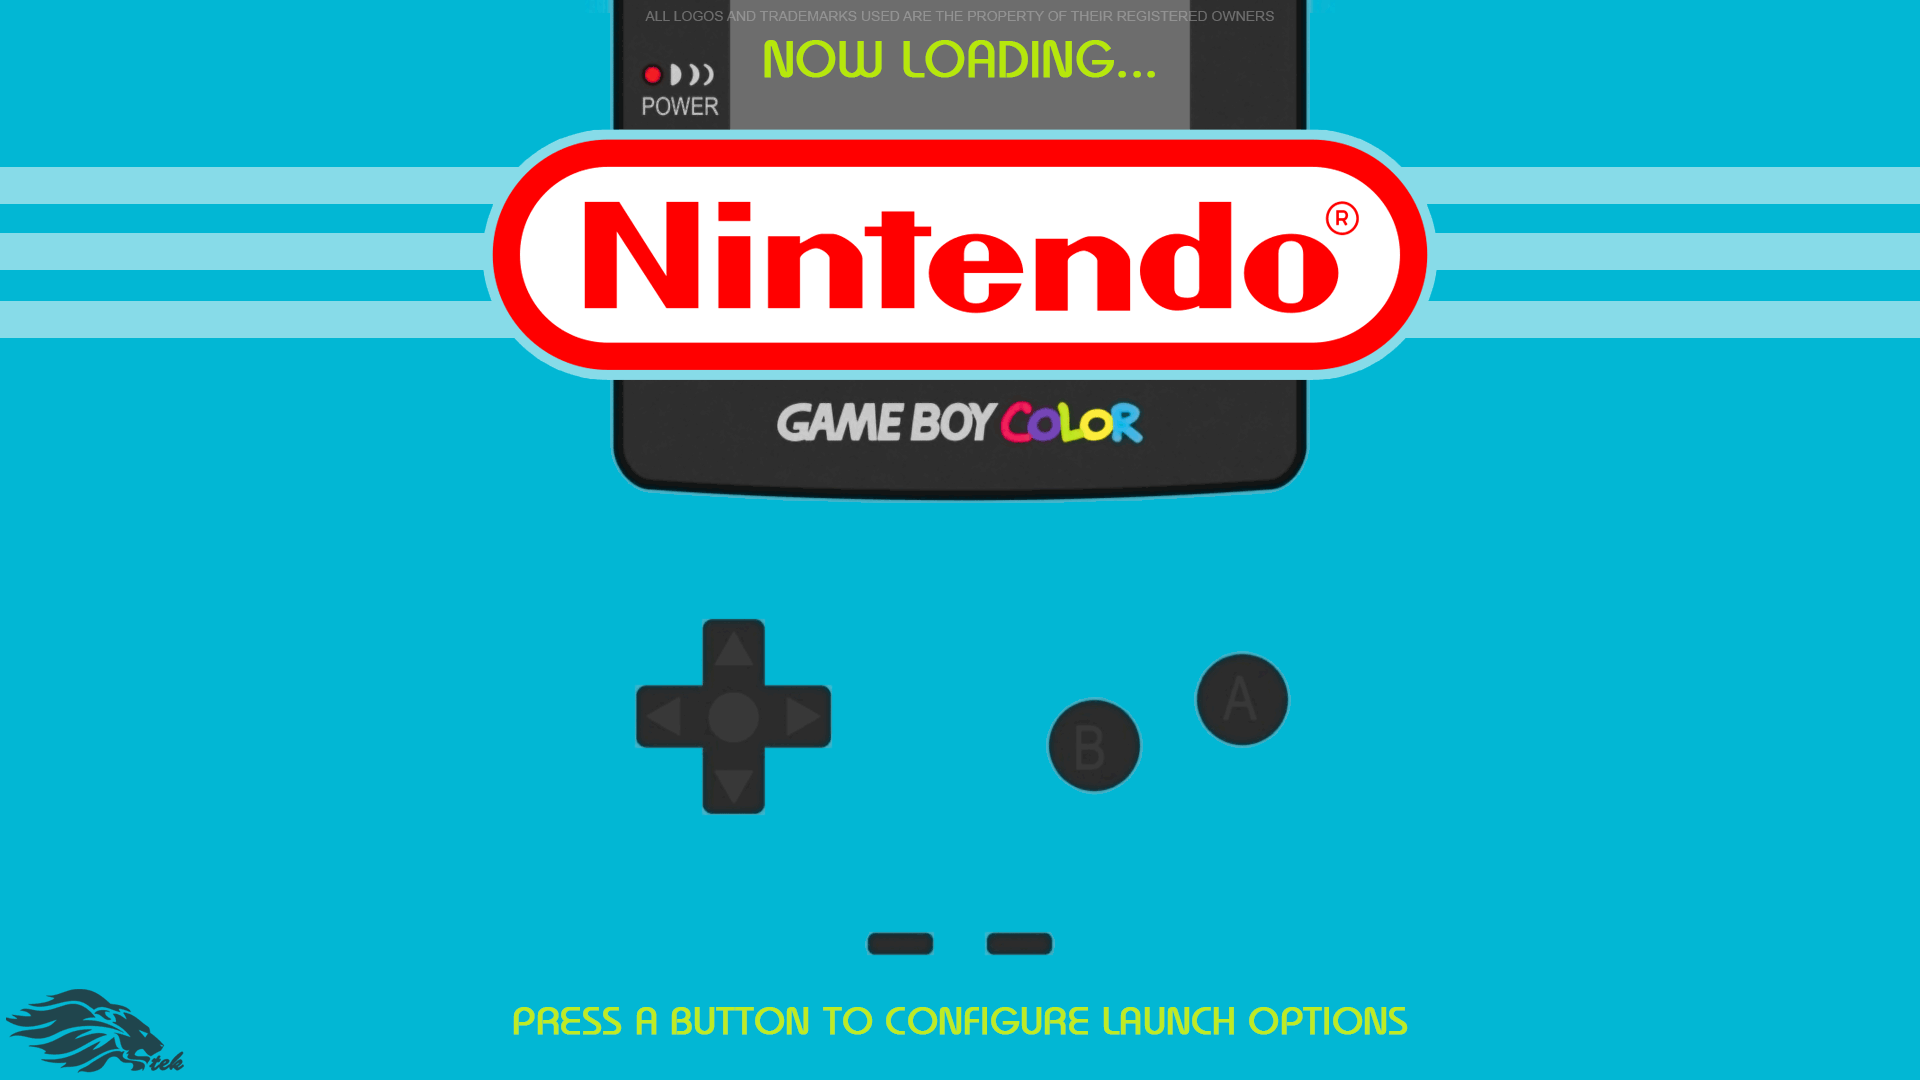 ALL LOGOS AND TRADEMARKS USED ARE THE PROPERTY OF THEIR REGISTERED OWNERS
NOW LOADING...
POWER
Nintendo®
GAME BOY COLOR
A
B
PRESS A BUTTON TO CONFIGURE LAUNCH OPTIONS
tek